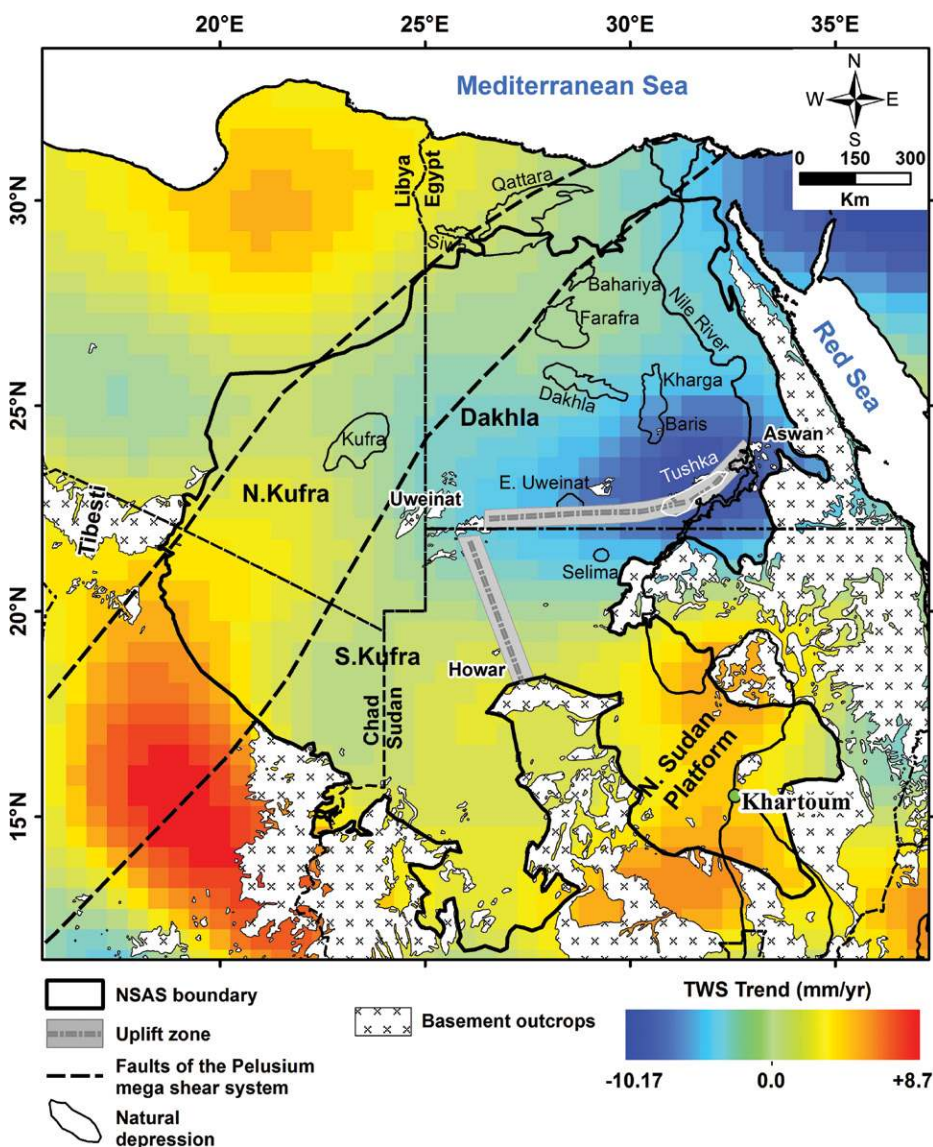 20°E 25°E 30°E 35°E
Mediterranean Sea
N
W E
S
0 150 300
Km
30°N
25°N
20°N
15°N
Libya
Egypt
Qattara
Siw
Bahariya
Farafra
Nile River
Red Sea
Dakhla
Kharga
Baris
Dakhla
Kufra
Aswan
Tushka
N.Kufra
Uweinat
E. Uweinat
Tibesti
Selima
S.Kufra
Howar
Chad
Sudan
N. Sudan
Platform
Khartoum
NSAS boundary
Uplift zone
Faults of the Pelusium
mega shear system
Natural
depression
Basement outcrops
TWS Trend (mm/yr)
-10.17 0.0 +8.7